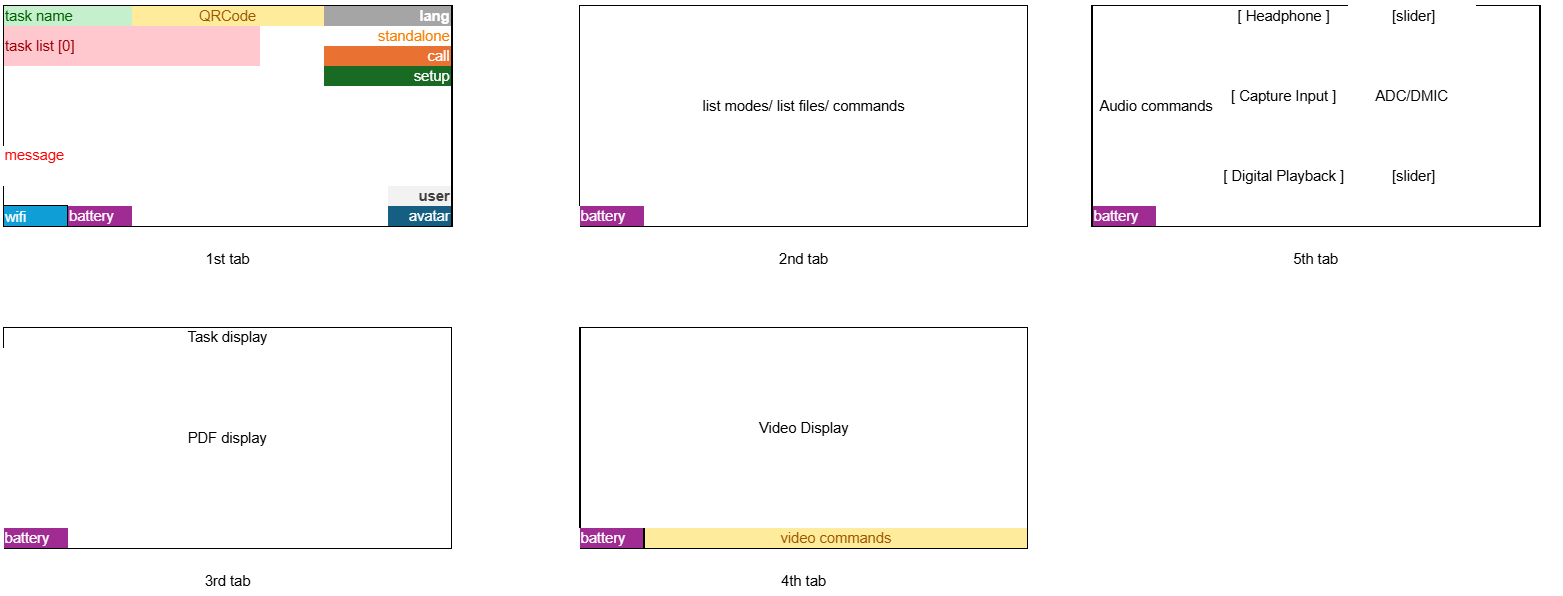 task name
QRCode
lang
task list [0]
standalone
call
setup
message
user
wifi
battery
avatar
1st tab
list modes/ list files/ commands
battery
2nd tab
[ Headphone ]
[slider]
Audio commands
[ Capture Input ]
ADC/DMIC
[ Digital Playback ]
[slider]
battery
5th tab
Task display
PDF display
battery
3rd tab
Video Display
battery
video commands
4th tab